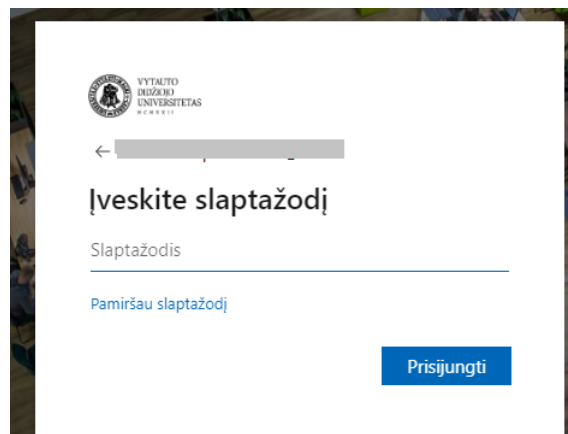 VYTAUTO
DIDŽIOJO
UNIVERSITETAS
MCMXXII
Įveskite slaptažodį
Slaptažodis
Pamiršau slaptažodį
Prisijungti